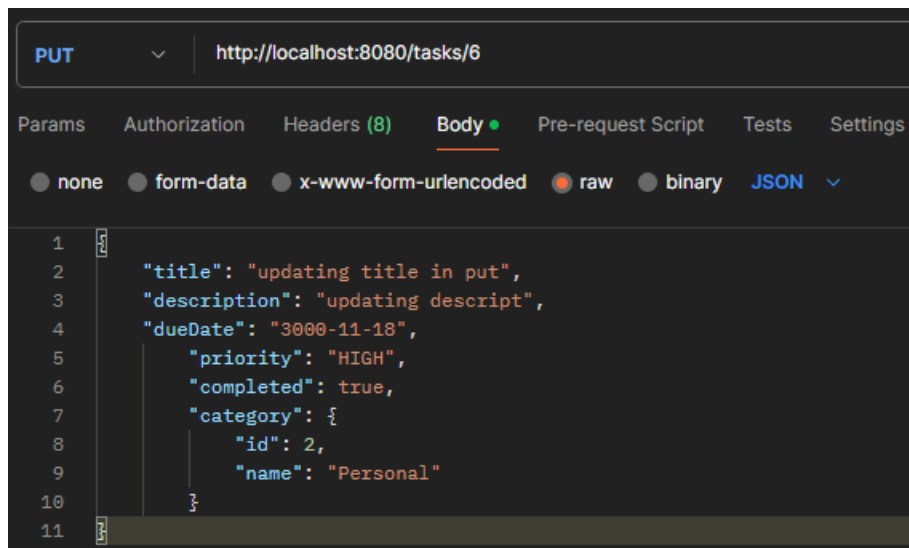 PUT http://localhost:8080/tasks/6
Params Authorization Headers (8) Body Pre-request Script Tests Settings
none form-data x-www-form-urlencoded raw binary JSON
1 {
2 "title": "updating title in put",
3 "description": "updating descript",
4 "dueDate": "3000-11-18",
5 "priority": "HIGH",
6 "completed": true,
7 "category": {
8 "id": 2,
9 "name": "Personal"
10 }
11 }